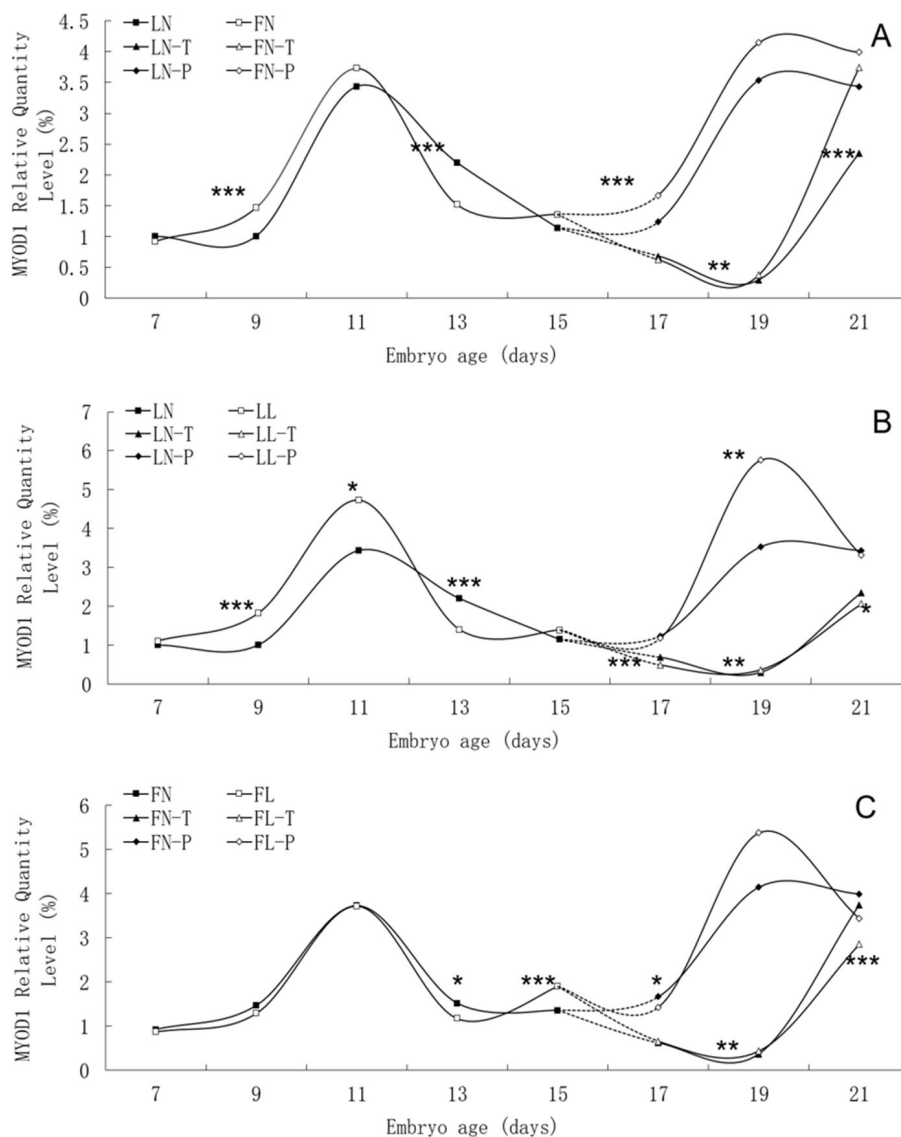 A
LN FN
LN-T FN-T
LN-P FN-P
MYOD1 Relative Quantity
Level (%)
4.5
4
3.5
3
2.5
2
1.5
1
0.5
0
***
***
***
**
***
7 9 11 13 15 17 19 21
Embryo age (days)
B
LN LL
LN-T LL-T
LN-P LL-P
MYOD1 Relative Quantity
Level (%)
7
6
5
4
3
2
1
0
***
*
***
***
**
**
*
7 9 11 13 15 17 19 21
Embryo age (days)
C
FN FL
FN-T FL-T
FN-P FL-P
MYOD1 Relative Quantity
Level (%)
6
5
4
3
2
1
0
*
***
*
**
***
7 9 11 13 15 17 19 21
Embryo age (days)